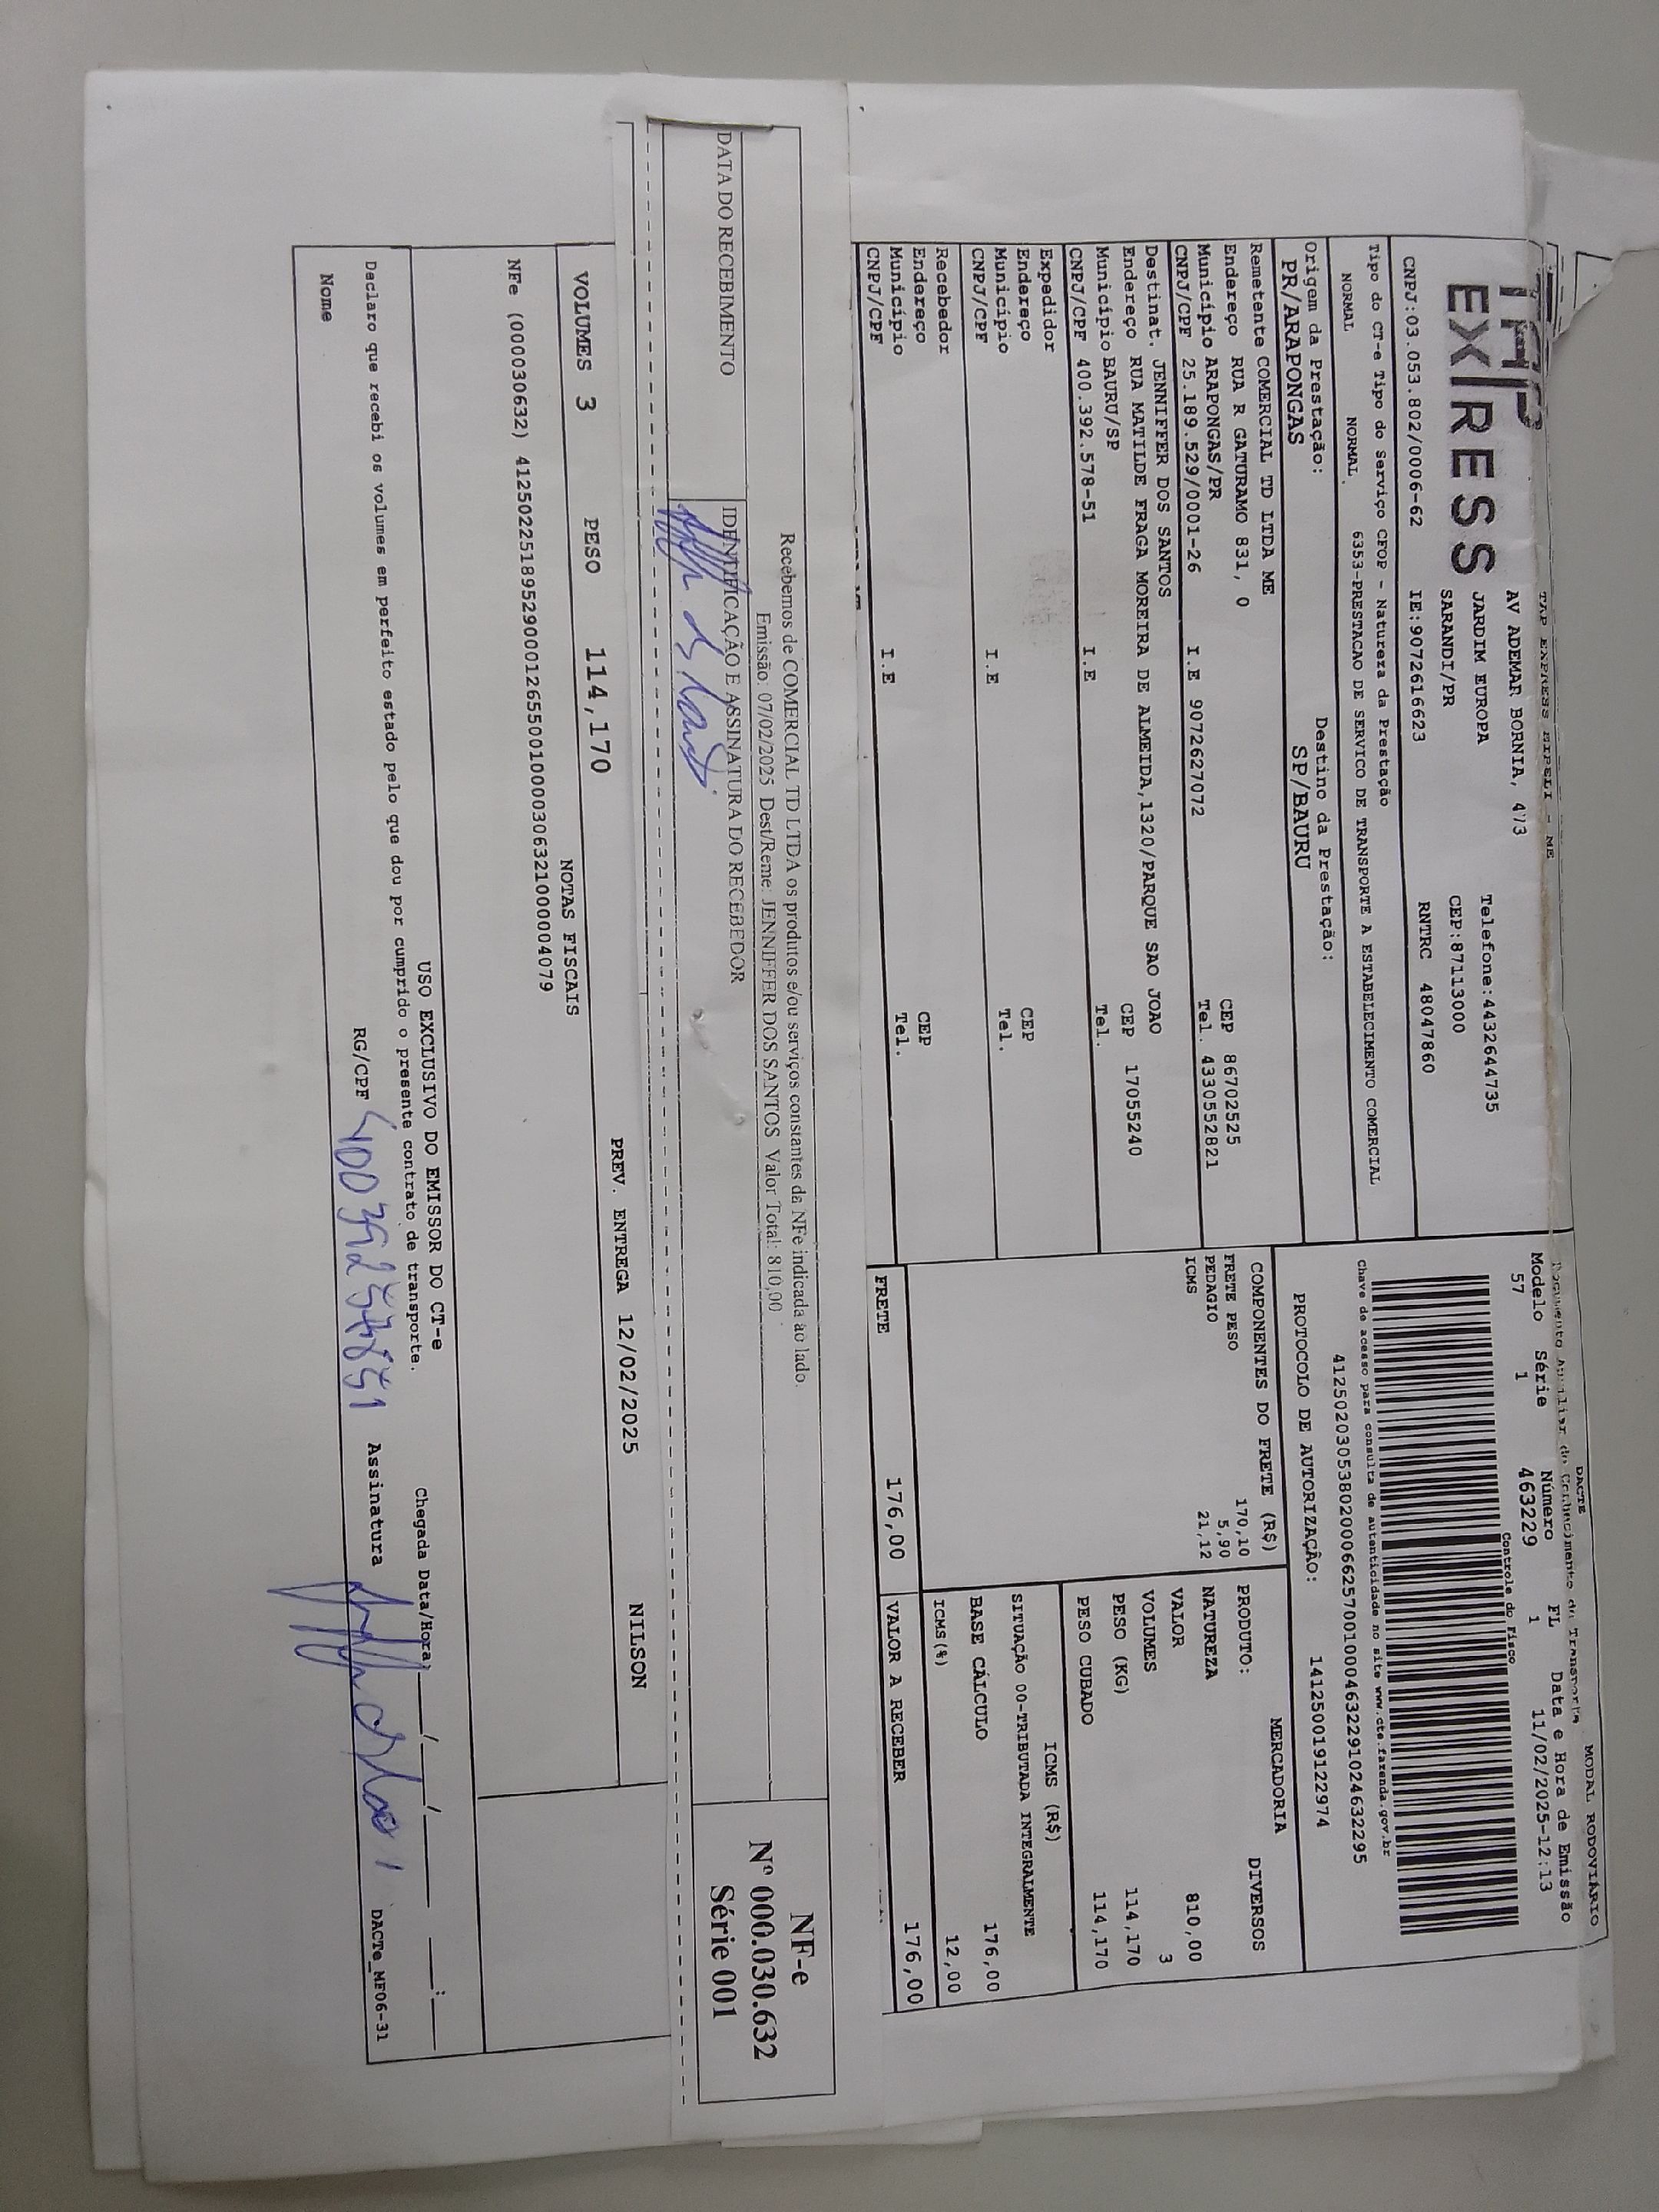 TAP EXPRESS EIRELI - ME
TAP
EXPRESS
AV ADEMAR BORNIA, 473
JARDIM EUROPA
SARANDI/PR
Telefone:4432644735
CEP:87113000
CNPJ:03.053.802/0006-62 IE:9072616623 RNTRC 48047860
Tipo do CT-e Tipo do Serviço CFOP - Natureza da Prestação
NORMAL NORMAL 6353-PRESTACAO DE SERVICO DE TRANSPORTE A ESTABELECIMENTO COMERCIAL
Origem da Prestação: Destino da Prestação:
PR/ARAPONGAS SP/BAURU
DACTE MODAL RODOVIÁRIO
Documento Auxiliar do Conhecimento de Transporte
Modelo Série Número FL Data e Hora de Emissão
57 1 463229 1 11/02/2025-12:13
Controle do Fisco
Chave de acesso para consulta de autenticidade no site www.cte.fazenda.gov.br
41250203053802000662570010004632291024632295
PROTOCOLO DE AUTORIZAÇÃO: 141250019122974
Remetente COMERCIAL TD LTDA ME
Endereço RUA R GATURAMO 831, 0 CEP 86702525
Município ARAPONGAS/PR Tel. 4330552821
CNPJ/CPF 25.189.529/0001-26 I.E 9072627072
Destinat. JENNIFFER DOS SANTOS
Endereço RUA MATILDE FRAGA MOREIRA DE ALMEIDA,1320/PARQUE SAO JOAO
Município BAURU/SP CEP 17055240
CNPJ/CPF 400.392.578-51 I.E Tel.
Expedidor
Endereço CEP
Município Tel.
CNPJ/CPF I.E
Recebedor
Endereço CEP
Município Tel.
CNPJ/CPF I.E
COMPONENTES DO FRETE (R$)
FRETE PESO 170,10
PEDAGIO 5,90
ICMS 21,12
FRETE 176,00
MERCADORIA
PRODUTO: DIVERSOS
NATUREZA
VALOR 810,00
VOLUMES 3
PESO (KG) 114,170
PESO CUBADO 114,170
ICMS (R$)
SITUAÇÃO 00-TRIBUTADA INTEGRALMENTE
BASE CÁLCULO 176,00
ICMS(%) 12,00
VALOR A RECEBER 176,00
Recebemos de COMERCIAL TD LTDA os produtos e/ou serviços constantes da NFe indicada ao lado.
Emissão: 07/02/2025 Dest/Reme: JENNIFFER DOS SANTOS Valor Total: 810,00
DATA DO RECEBIMENTO IDENTIFICAÇÃO E ASSINATURA DO RECEBEDOR
NF-e
Nº 000.030.632
Série 001
NILSON
VOLUMES 3 PESO 114,170 PREV. ENTREGA 12/02/2025
NOTAS FISCAIS
NFe (000030632) 41250225189529000126550010000306321000004079
USO EXCLUSIVO DO EMISSOR DO CT-e
Declaro que recebi os volumes em perfeito estado pelo que dou por cumprido o presente contrato de transporte.
Chegada Data/Hora ___/___/____ __:__
Nome RG/CPF 40039257851 Assinatura
DACTe_MF06-31